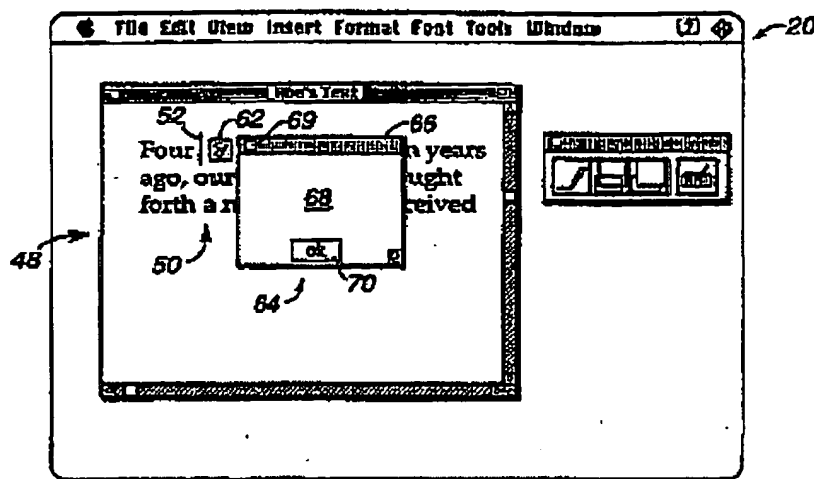 File Edit View Insert Format Font Tools Window
20
Abe's Text
52 62 69 66
Four n years
ago, our ught
forth a n ceived
68
48
50
ok
64 70